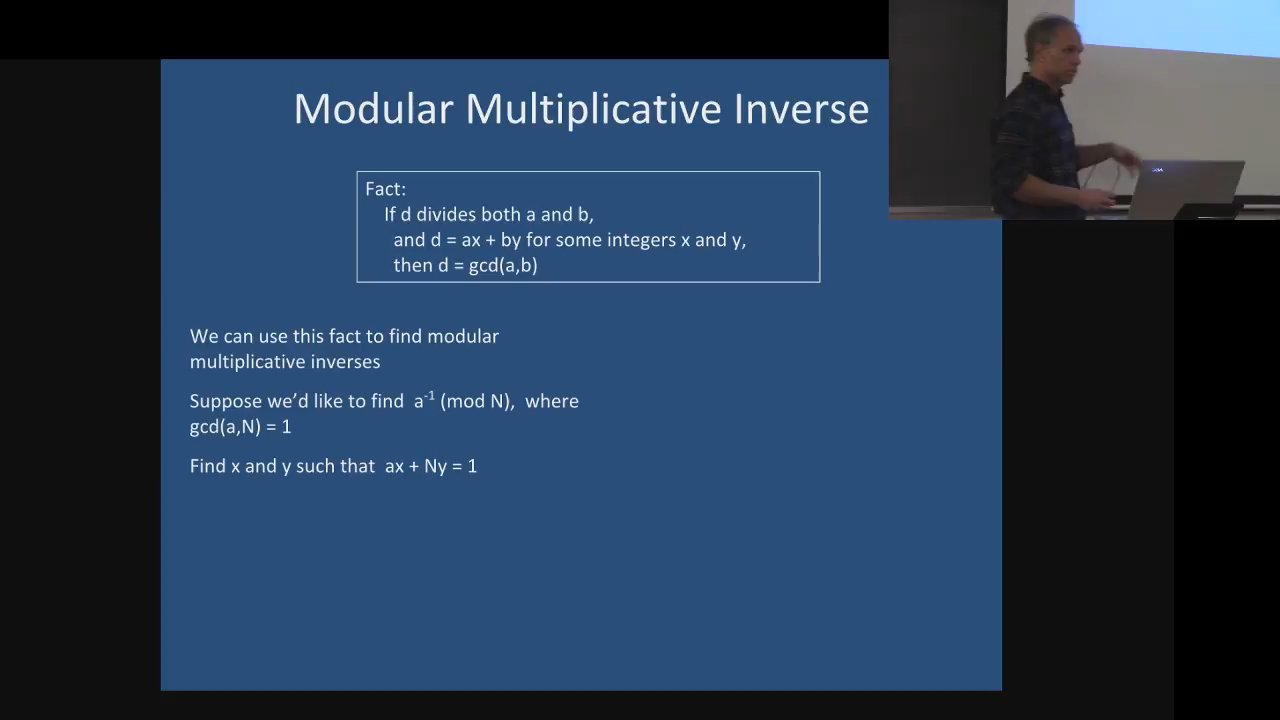 Modular Multiplicative Inverse
Fact:
If d divides both a and b,
and d = ax + by for some integers x and y,
then d = gcd(a,b)
We can use this fact to find modular
multiplicative inverses
Suppose we’d like to find a⁻¹ (mod N), where
gcd(a,N) = 1
Find x and y such that ax + Ny = 1